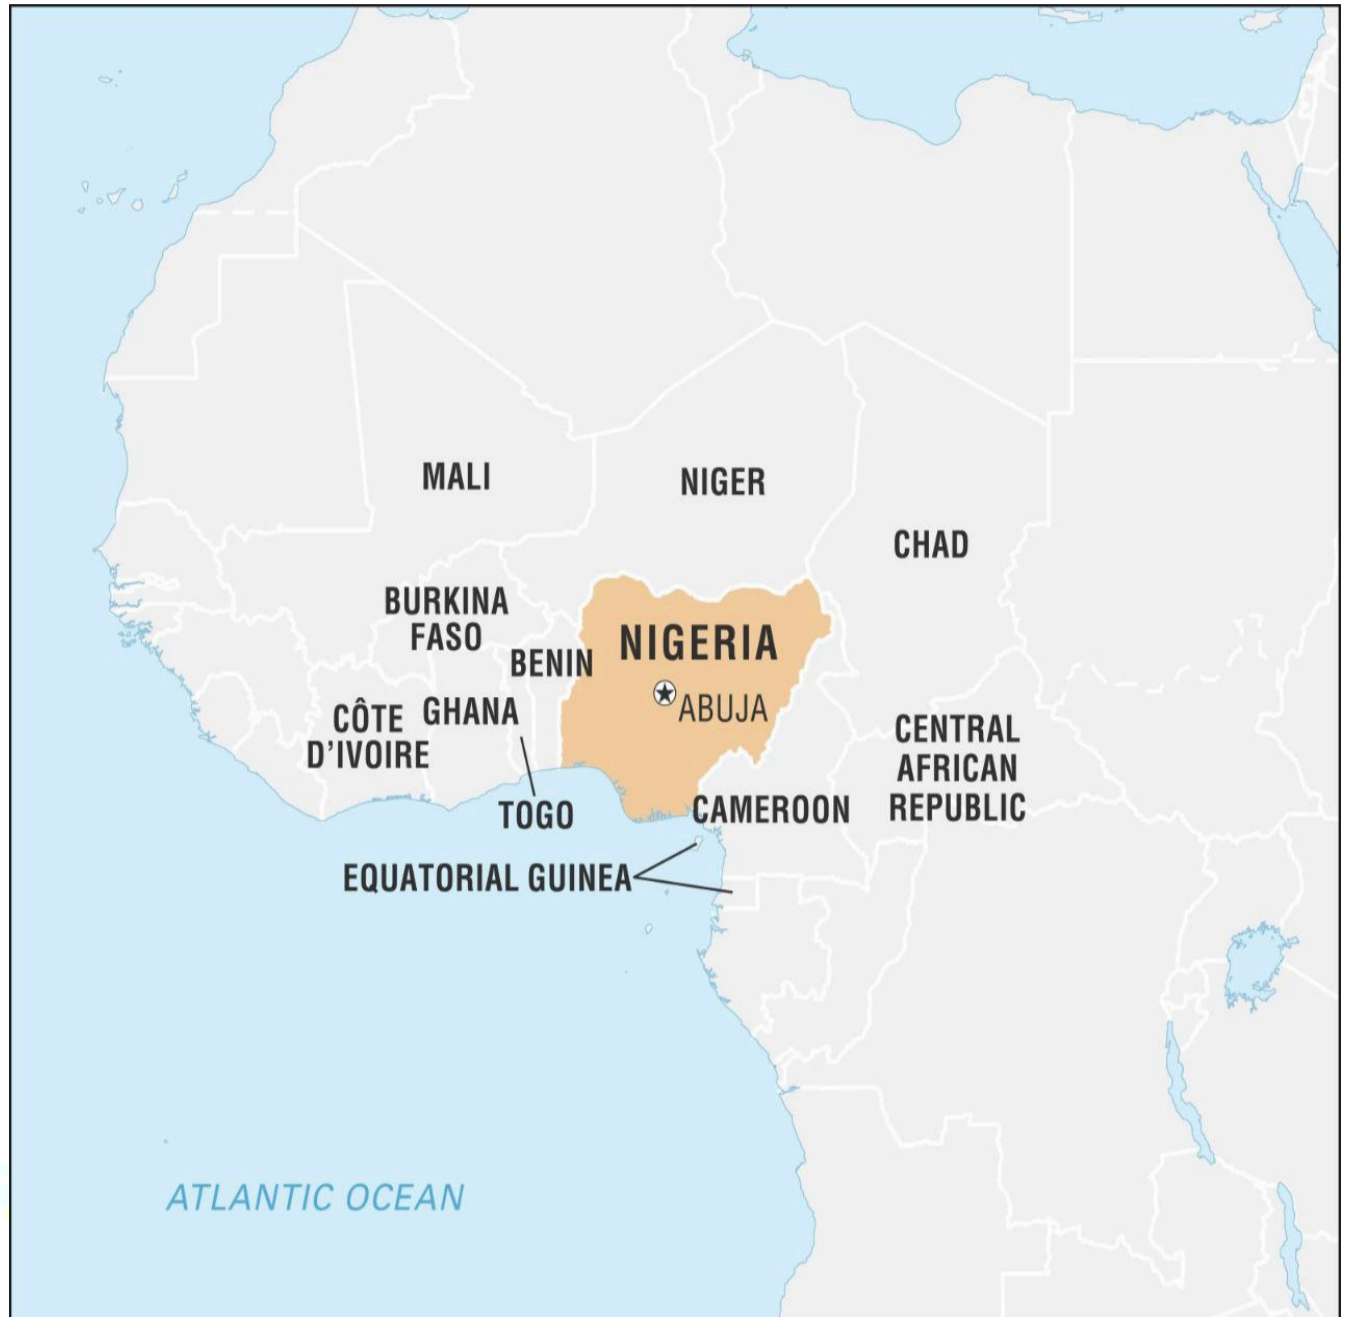 MALI
NIGER
CHAD
BURKINA
FASO
NIGERIA
BENIN
ABUJA
CÔTE
D'IVOIRE
GHANA
CENTRAL
AFRICAN
REPUBLIC
TOGO
CAMEROON
EQUATORIAL GUINEA
ATLANTIC OCEAN